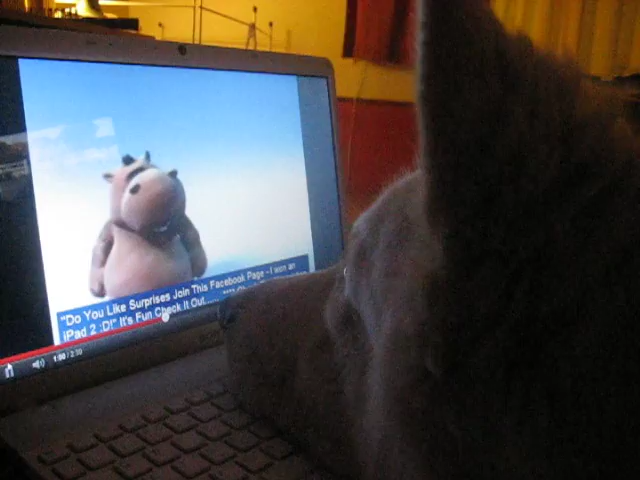 "Do You Like Surprises Join This Facebook Page - I won an
iPad 2 :D!" It's Fun Check It Out